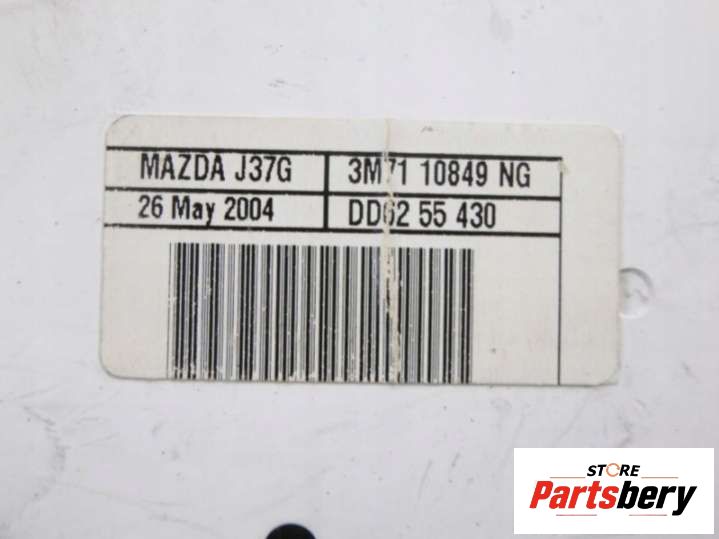 MAZDA J37G 3M71 10849 NG
26 May 2004 DD62 55 430
STORE
Partsbery